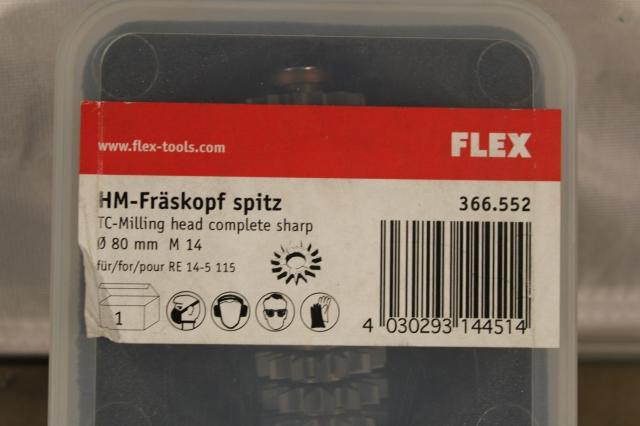 www.flex-tools.com
FLEX
HM-Fräskopf spitz
366.552
TC-Milling head complete sharp
Ø 80 mm M 14
für/for/pour RE 14-5 115
1
4 030293 144514